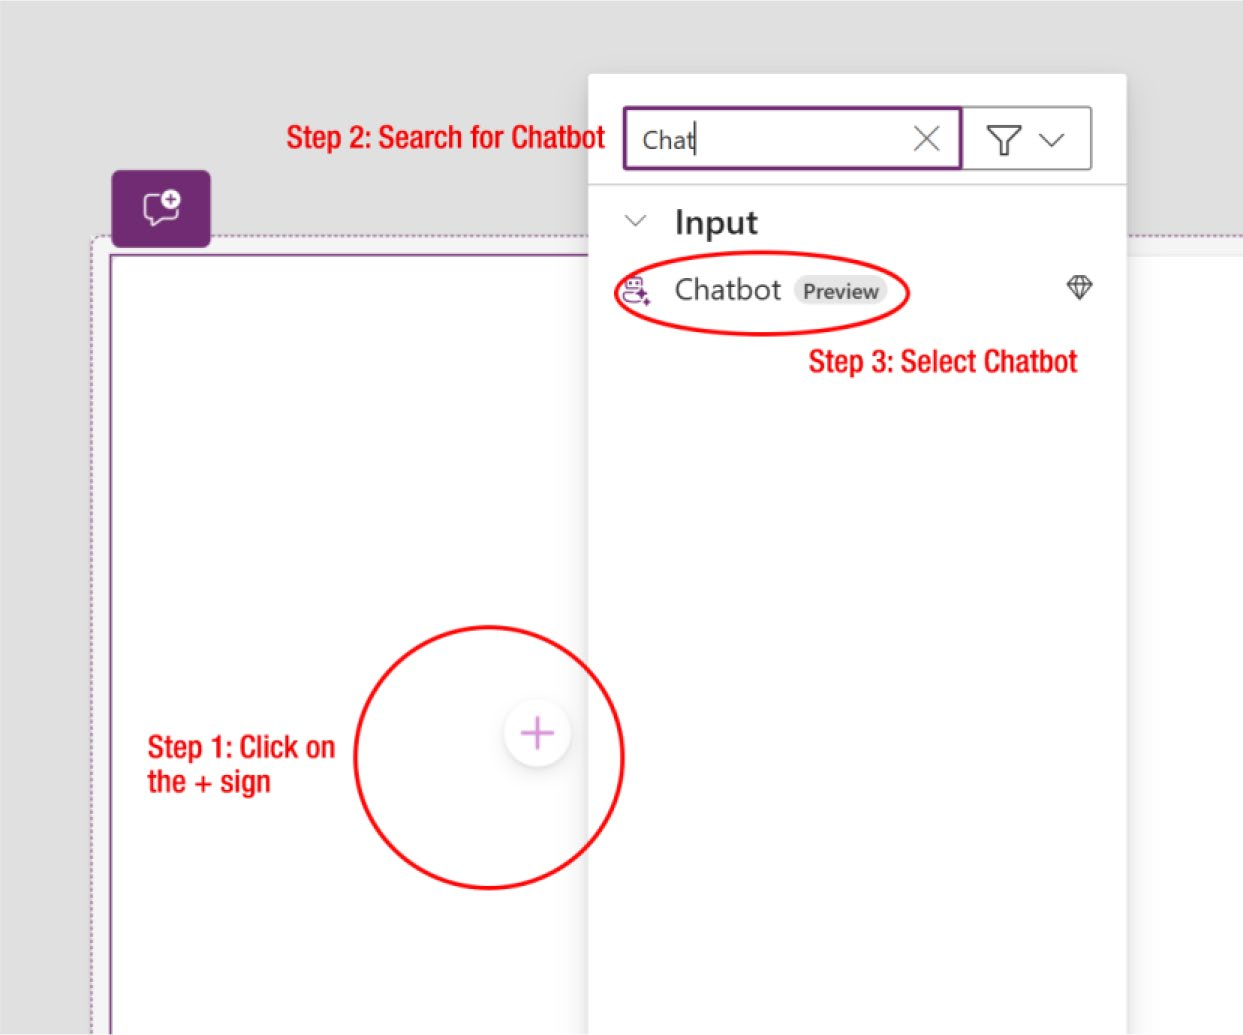 Step 2: Search for Chatbot
Chat
Input
Chatbot Preview
Step 3: Select Chatbot
Step 1: Click on
the + sign